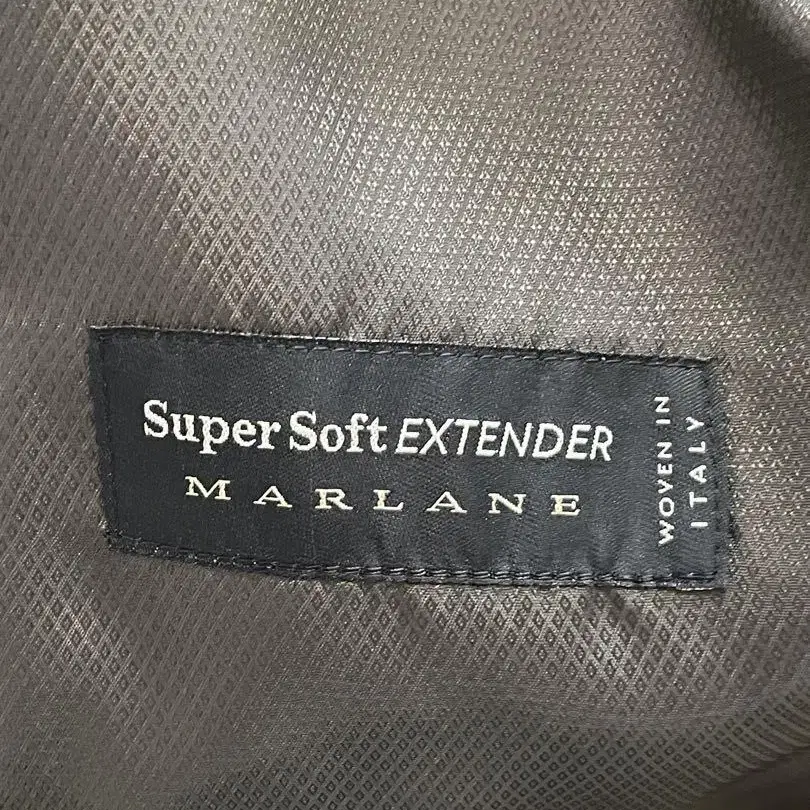 Super Soft EXTENDER
MARLANE
WOVEN IN
ITALY